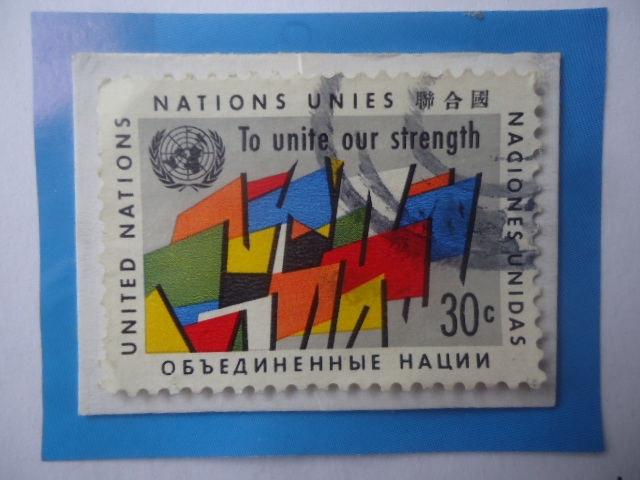 NATIONS UNIES 聯合國
To unite our strength
UNITED NATIONS
NACIONES UNIDAS
30c
ОБЪЕДИНЕННЫЕ НАЦИИ